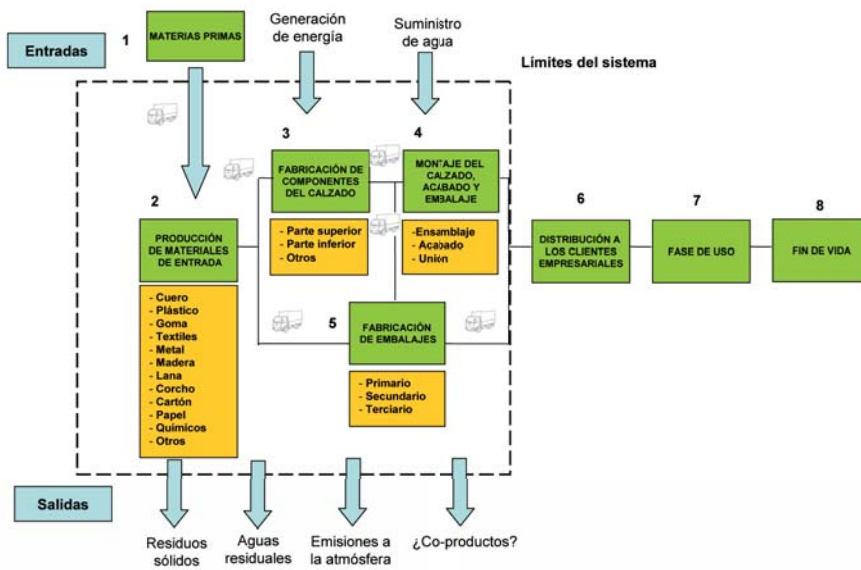 Entradas
1
MATERIAS PRIMAS
Generación
de energía
Suministro
de agua
Límites del sistema
2
PRODUCCIÓN
DE MATERIALES
DE ENTRADA
- Cuero
- Plástico
- Goma
- Textiles
- Metal
- Madera
- Lana
- Corcho
- Cartón
- Papel
- Químicos
- Otros
3
FABRICACIÓN DE
COMPONENTES
DEL CALZADO
- Parte superior
- Parte inferior
- Otros
4
MONTAJE DEL
CALZADO,
ACABADO Y
EMBALAJE
-Ensamblaje
- Acabado
- Unión
5
FABRICACIÓN
DE EMBALAJES
- Primario
- Secundario
- Terciario
6
DISTRIBUCIÓN A
LOS CLIENTES
EMPRESARIALES
7
FASE DE USO
8
FIN DE VIDA
Salidas
Residuos
sólidos
Aguas
residuales
Emisiones a
la atmósfera
¿Co-productos?